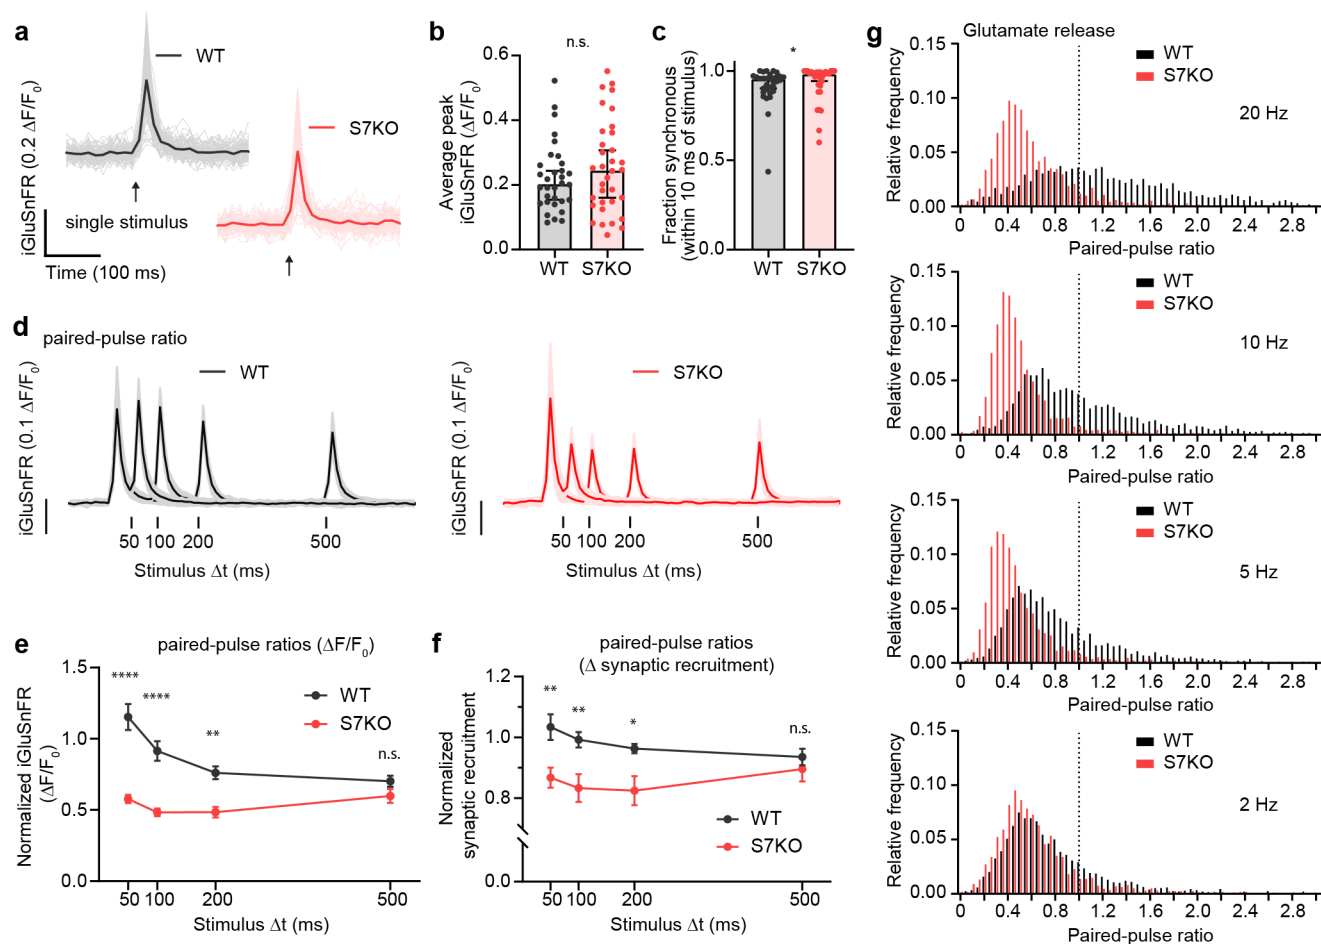 a
WT
S7KO
iGluSnFR (0.2 ΔF/F0)
single stimulus
Time (100 ms)
b
n.s.
Average peak
iGluSnFR (ΔF/F0)
0.6
0.4
0.2
0.0
WT
S7KO
c
*
Fraction synchronous
(within 10 ms of stimulus)
1.0
0.5
0.0
WT
S7KO
d
paired-pulse ratio
WT
iGluSnFR (0.1 ΔF/F0)
50 100 200 500
Stimulus Δt (ms)
S7KO
iGluSnFR (0.1 ΔF/F0)
50 100 200 500
Stimulus Δt (ms)
e
paired-pulse ratios (ΔF/F0)
Normalized iGluSnFR
(ΔF/F0)
1.5
1.0
0.5
0.0
****
****
**
n.s.
WT
S7KO
50 100 200 500
Stimulus Δt (ms)
f
paired-pulse ratios
(Δ synaptic recruitment)
Normalized
synaptic recruitment
1.2
1.0
0.8
0.0
**
**
*
n.s.
WT
S7KO
50 100 200 500
Stimulus Δt (ms)
g
Glutamate release
WT
S7KO
20 Hz
Relative frequency
0.15
0.10
0.05
0.00
0 0.4 0.8 1.2 1.6 2.0 2.4 2.8
Paired-pulse ratio
WT
S7KO
10 Hz
Relative frequency
0.15
0.10
0.05
0.00
0 0.4 0.8 1.2 1.6 2.0 2.4 2.8
Paired-pulse ratio
WT
S7KO
5 Hz
Relative frequency
0.15
0.10
0.05
0.00
0 0.4 0.8 1.2 1.6 2.0 2.4 2.8
Paired-pulse ratio
WT
S7KO
2 Hz
Relative frequency
0.15
0.10
0.05
0.00
0 0.4 0.8 1.2 1.6 2.0 2.4 2.8
Paired-pulse ratio